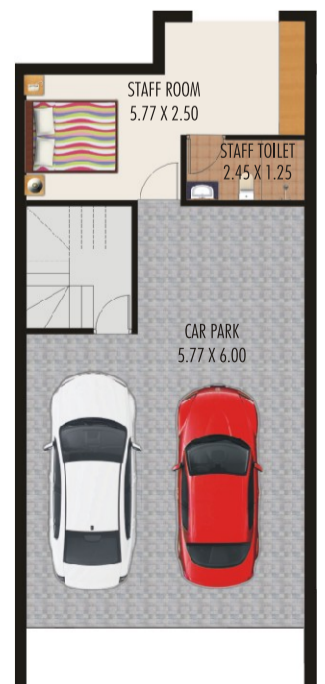 STAFF ROOM
5.77 X 2.50
STAFF TOILET
2.45 X 1.25
CAR PARK
5.77 X 6.00